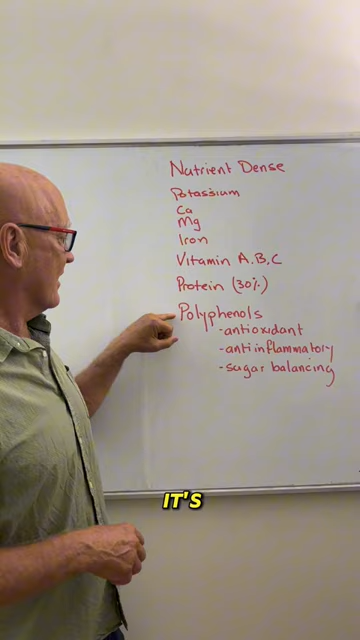 Nutrient Dense
Potassium
Ca
Mg
Iron
Vitamin A,B,C
Protein (30%)
Polyphenols
-antioxidant
-antiinflammatory
-sugar balancing
IT'S